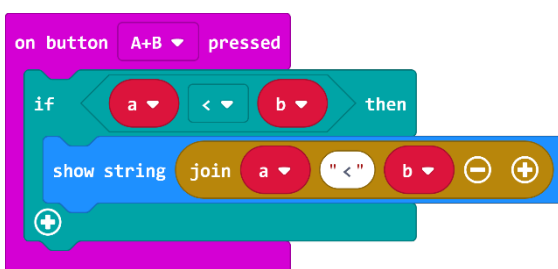 on button A+B pressed
if a < b then
show string join a "<" b